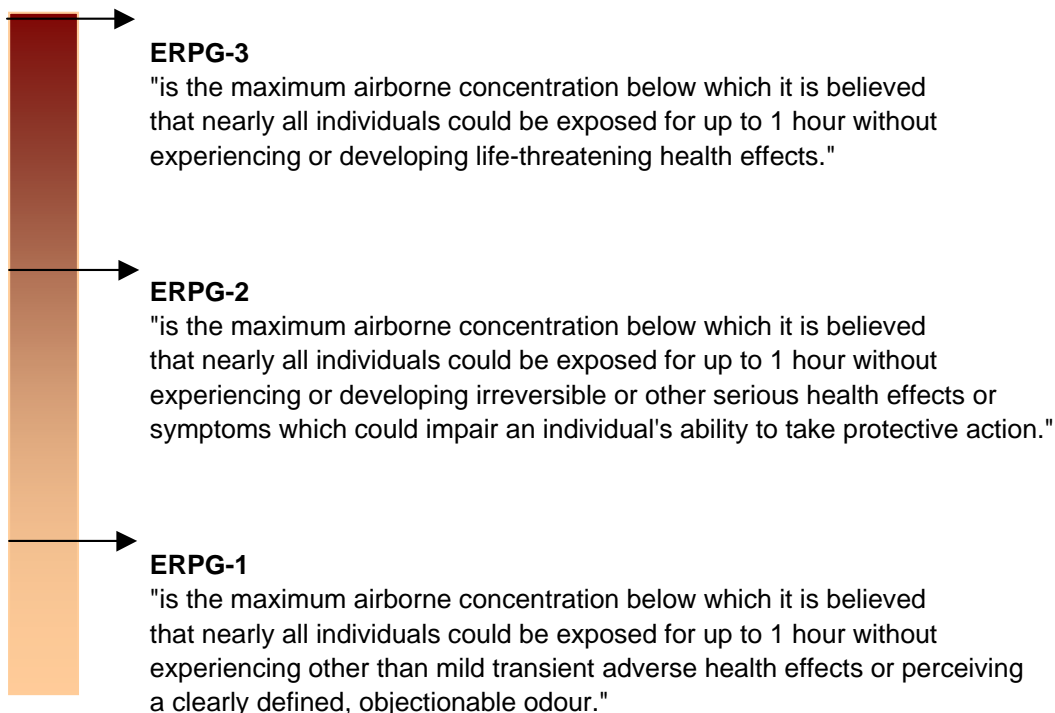 ERPG-3
"is the maximum airborne concentration below which it is believed
that nearly all individuals could be exposed for up to 1 hour without
experiencing or developing life-threatening health effects."
ERPG-2
"is the maximum airborne concentration below which it is believed
that nearly all individuals could be exposed for up to 1 hour without
experiencing or developing irreversible or other serious health effects or
symptoms which could impair an individual's ability to take protective action."
ERPG-1
"is the maximum airborne concentration below which it is believed
that nearly all individuals could be exposed for up to 1 hour without
experiencing other than mild transient adverse health effects or perceiving
a clearly defined, objectionable odour."